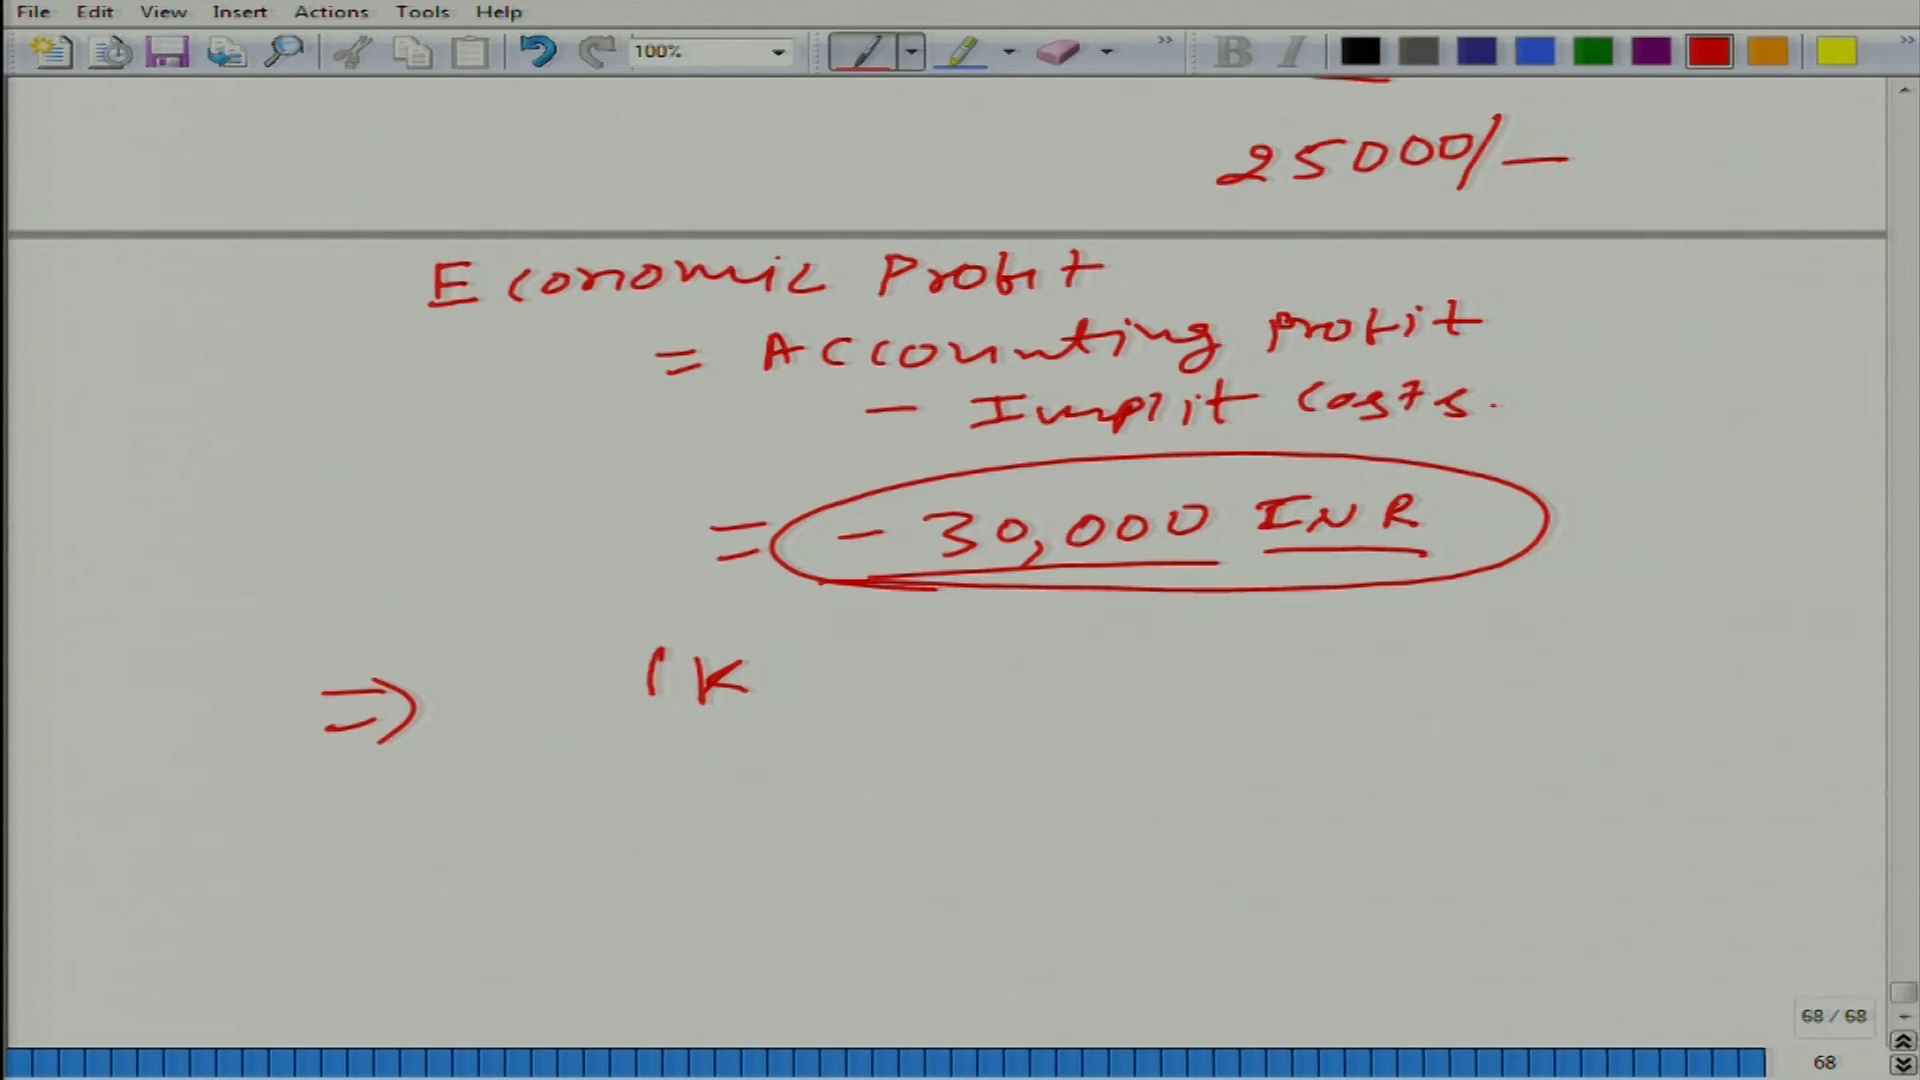 File Edit View Insert Actions Tools Help
100%
B I
25000/-
Economic Profit
= Accounting profit
- Implit costs.
= - 30,000 INR
⇒ 1K
68 / 68
68